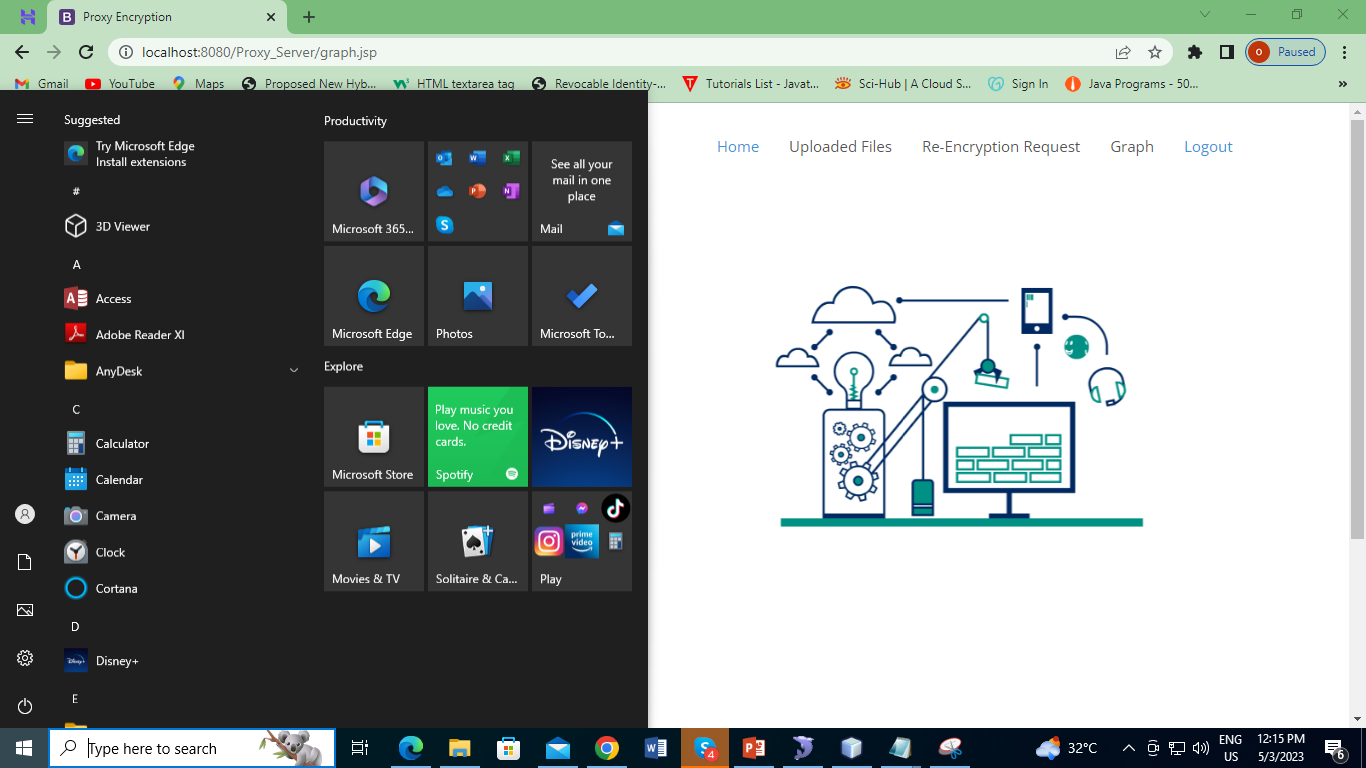 Proxy Encryption
localhost:8080/Proxy_Server/graph.jsp
Paused
Gmail
YouTube
Maps
Proposed New Hyb...
HTML textarea tag
Revocable Identity-...
Tutorials List - Javat...
Sci-Hub | A Cloud S...
Sign In
Java Programs - 50...
»
Suggested
Try Microsoft Edge
Install extensions
#
3D Viewer
A
Access
Adobe Reader XI
AnyDesk
C
Calculator
Calendar
Camera
Clock
Cortana
D
Disney+
E
Productivity
Microsoft 365...
See all your
mail in one
place
Mail
Microsoft Edge
Photos
Microsoft To...
Explore
Microsoft Store
Play music you
love. No credit
cards.
Spotify
Disney+
Movies & TV
Solitaire & Ca...
prime
video
Play
Home
Uploaded Files
Re-Encryption Request
Graph
Logout
Type here to search
4
32°C
ENG
US
12:15 PM
5/3/2023
6